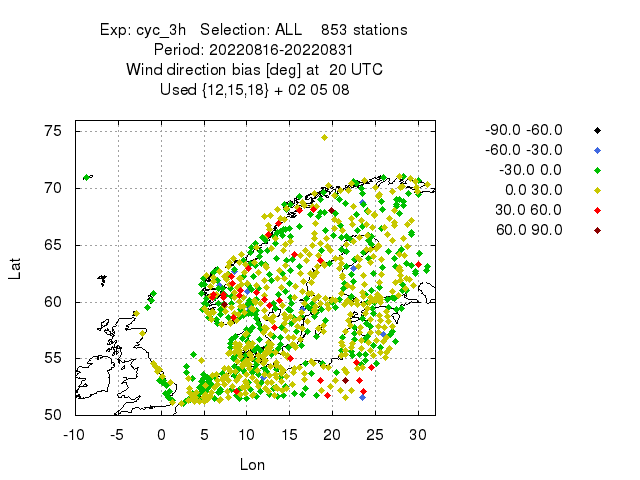 Exp: cyc_3h Selection: ALL 853 stations
Period: 20220816-20220831
Wind direction bias [deg] at 20 UTC
Used {12,15,18} + 02 05 08
75
70
65
60
55
50
Lat
-10 -5 0 5 10 15 20 25 30
Lon
-90.0 -60.0
-60.0 -30.0
-30.0 0.0
0.0 30.0
30.0 60.0
60.0 90.0